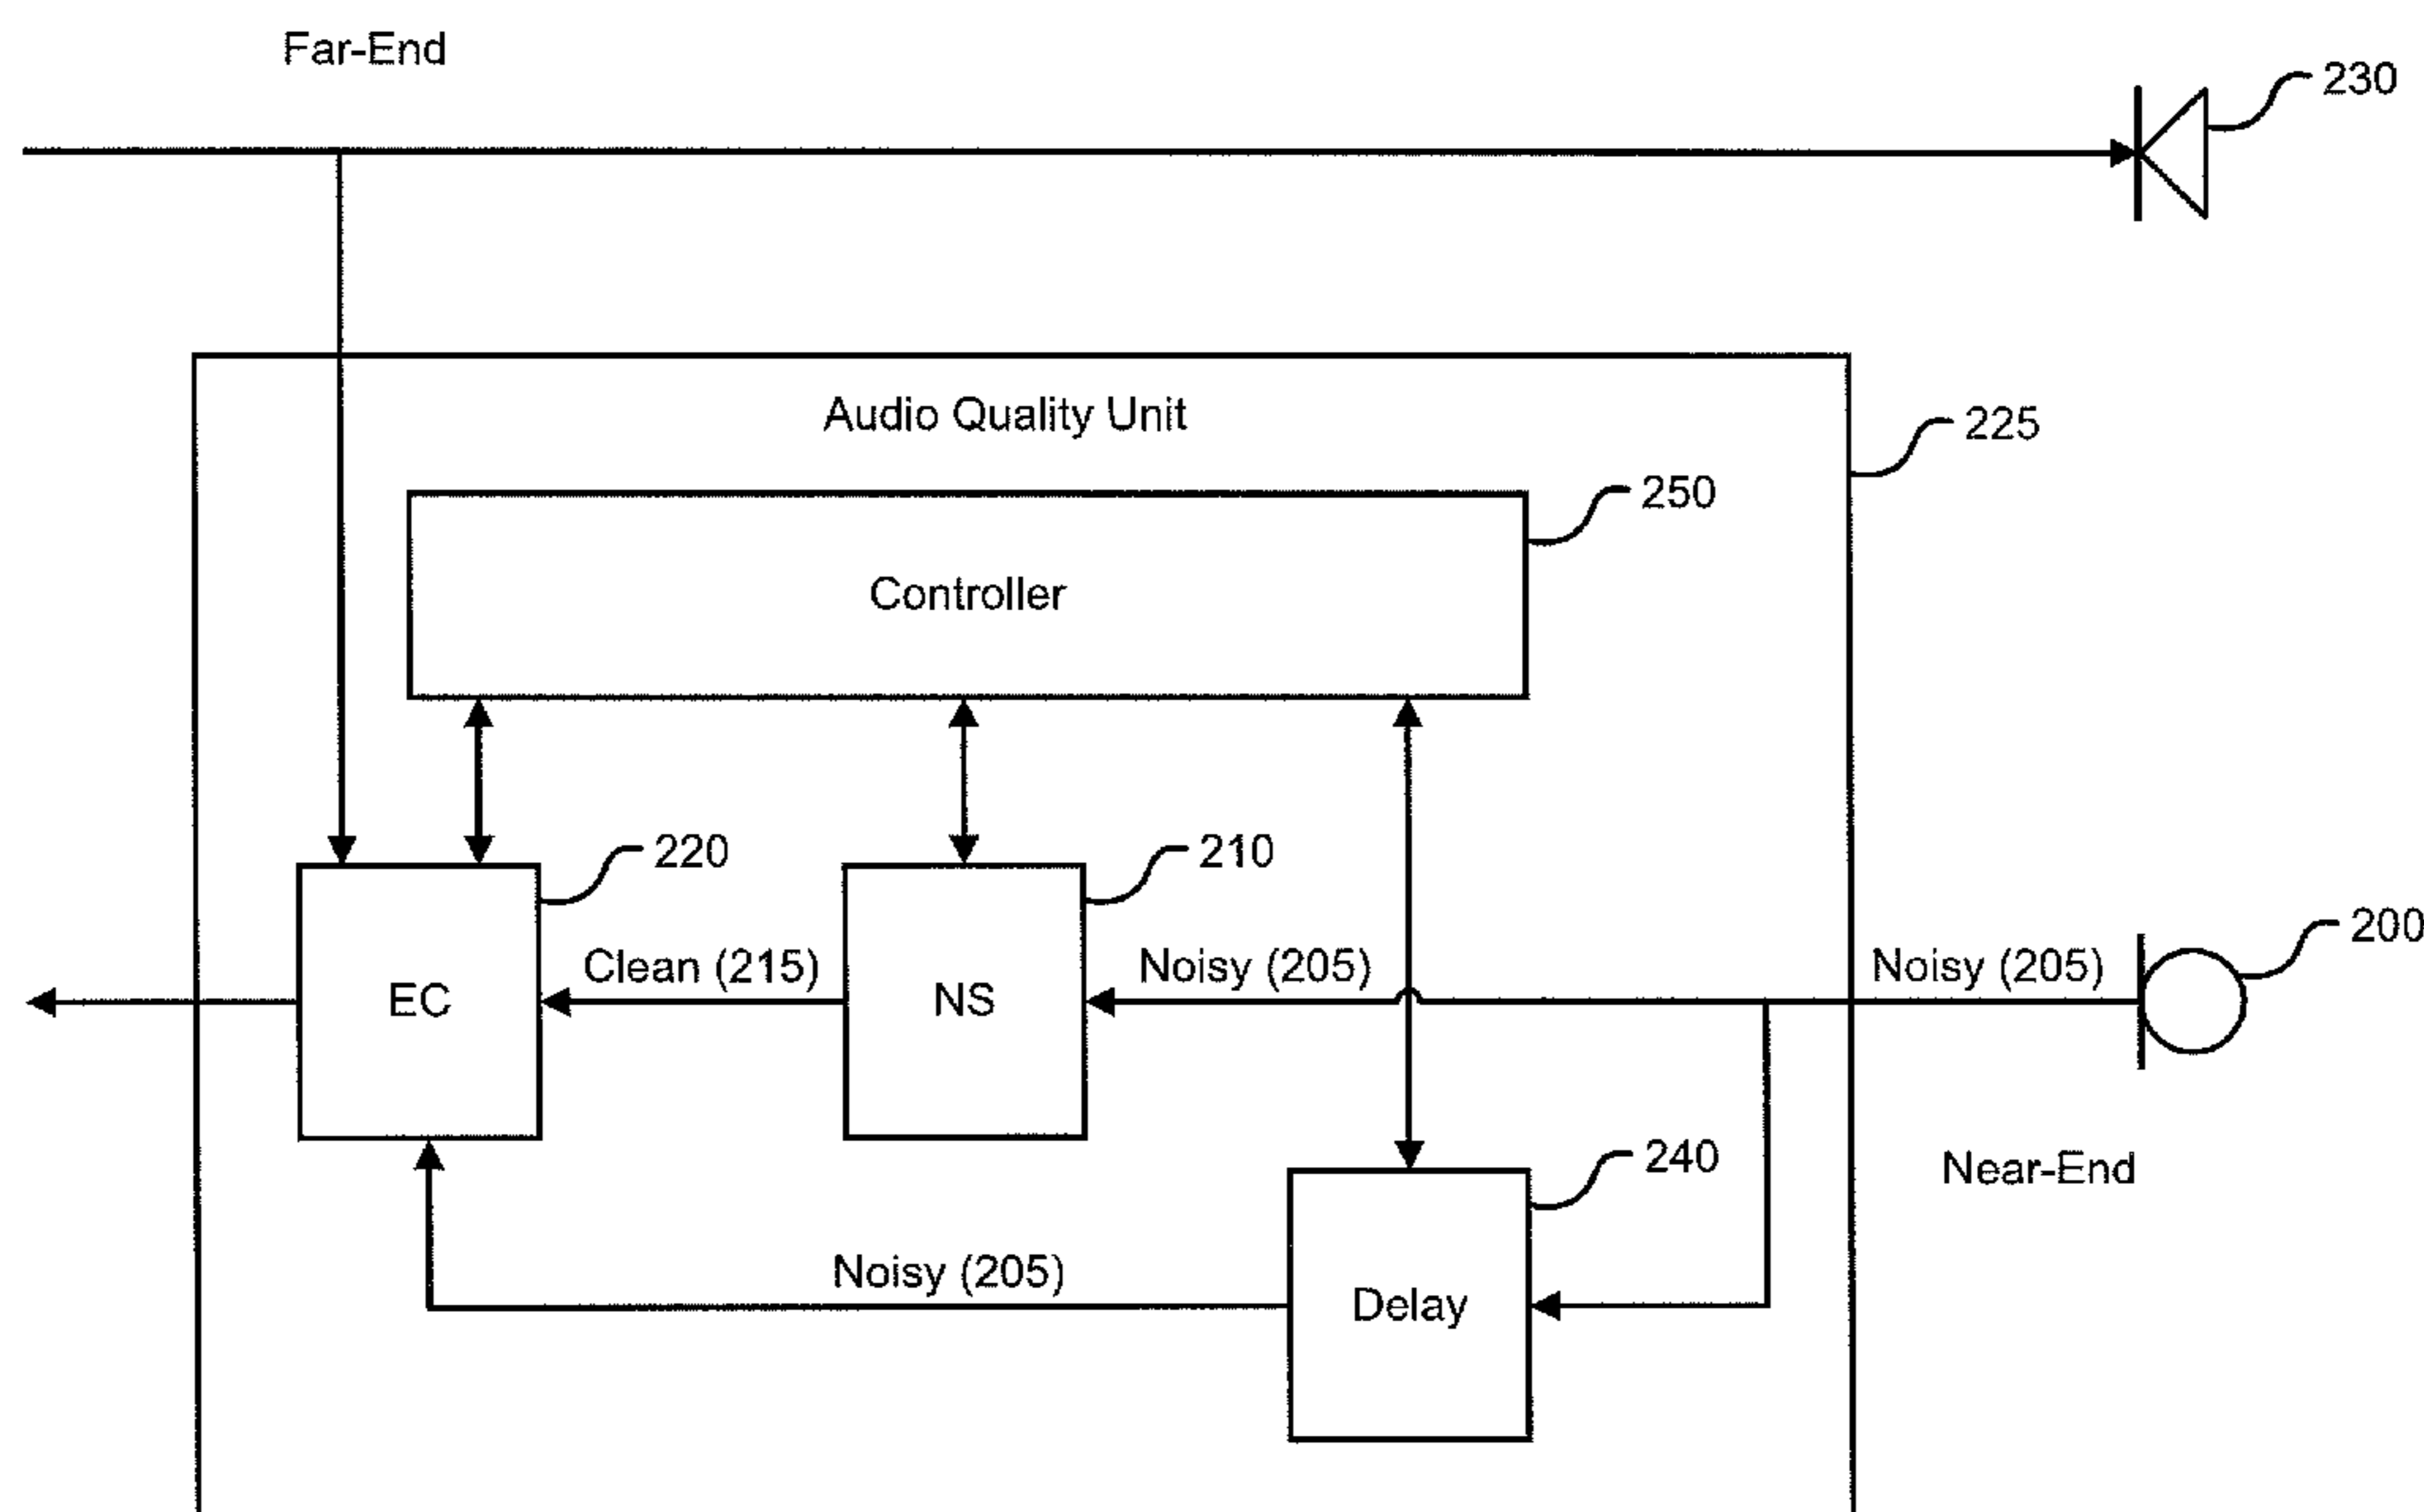 Far-End
230
Audio Quality Unit
225
250
Controller
220
210
200
Clean (215)
Noisy (205)
Noisy (205)
EC
NS
240
Near-End
Noisy (205)
Delay